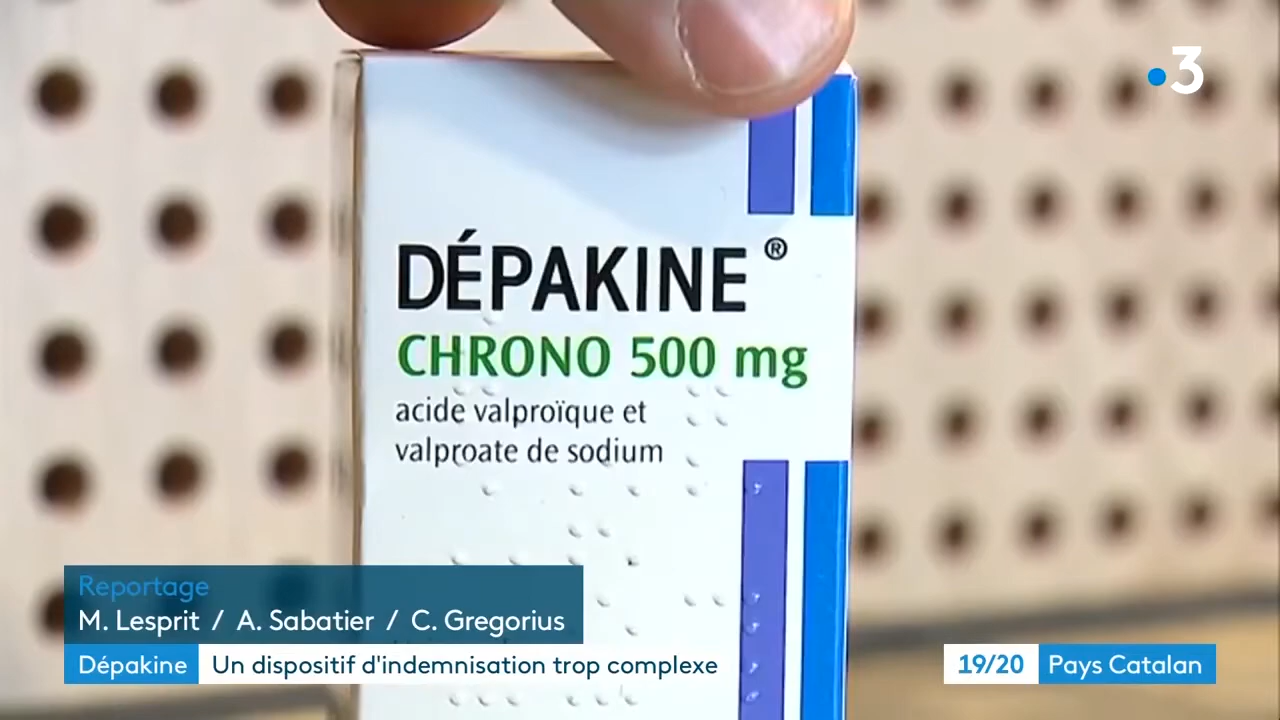 3
DÉPAKINE®
CHRONO 500 mg
acide valproïque et
valproate de sodium
Reportage
M. Lesprit / A. Sabatier / C. Gregorius
Dépakine Un dispositif d'indemnisation trop complexe
19/20 Pays Catalan